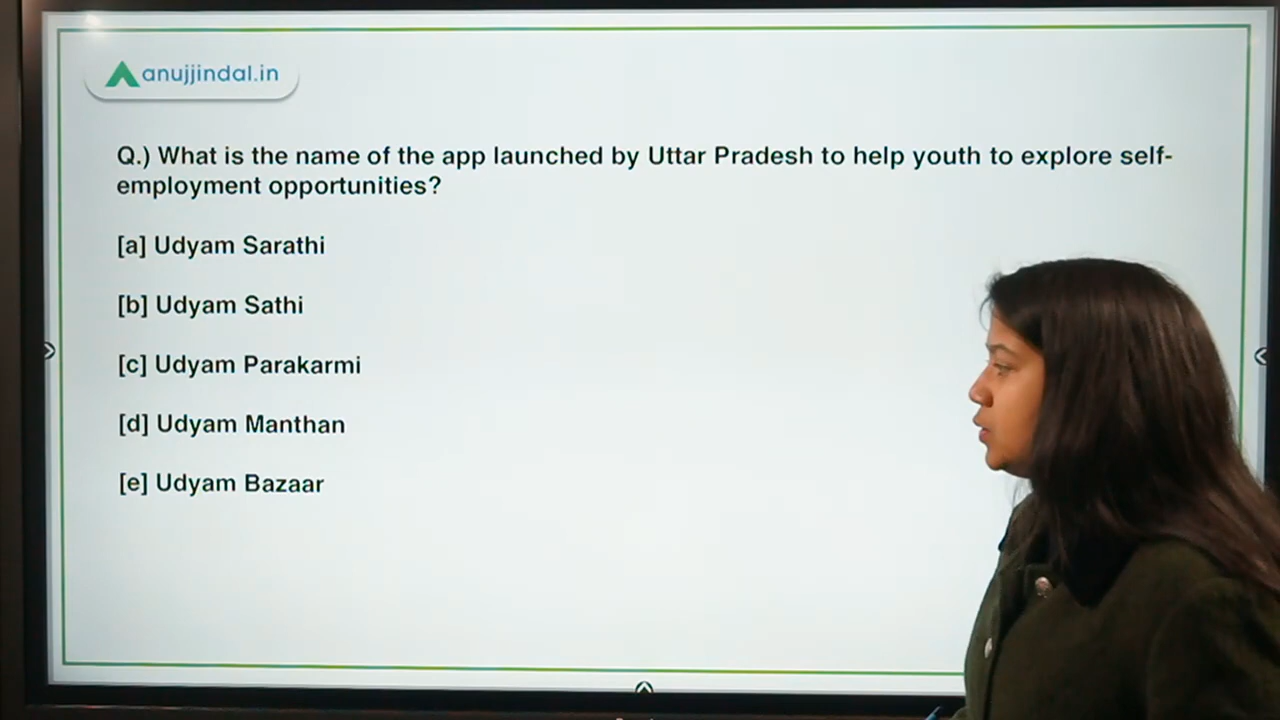 anujjindal.in
Q.) What is the name of the app launched by Uttar Pradesh to help youth to explore self-
employment opportunities?
[a] Udyam Sarathi
[b] Udyam Sathi
[c] Udyam Parakarmi
[d] Udyam Manthan
[e] Udyam Bazaar